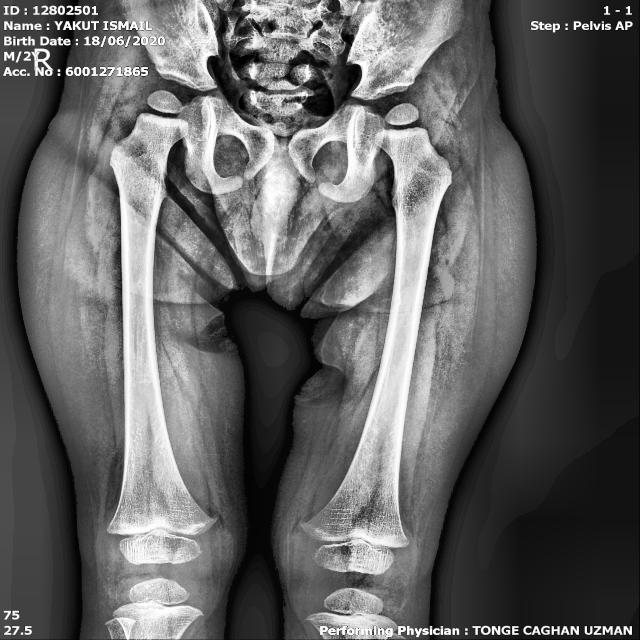 ID : 12802501
Name : YAKUT ISMAIL
Birth Date : 18/06/2020
M/2Y
R
Acc. No : 6001271865
1 - 1
Step : Pelvis AP
75
27.5
Performing Physician : TONGE CAGHAN UZMAN